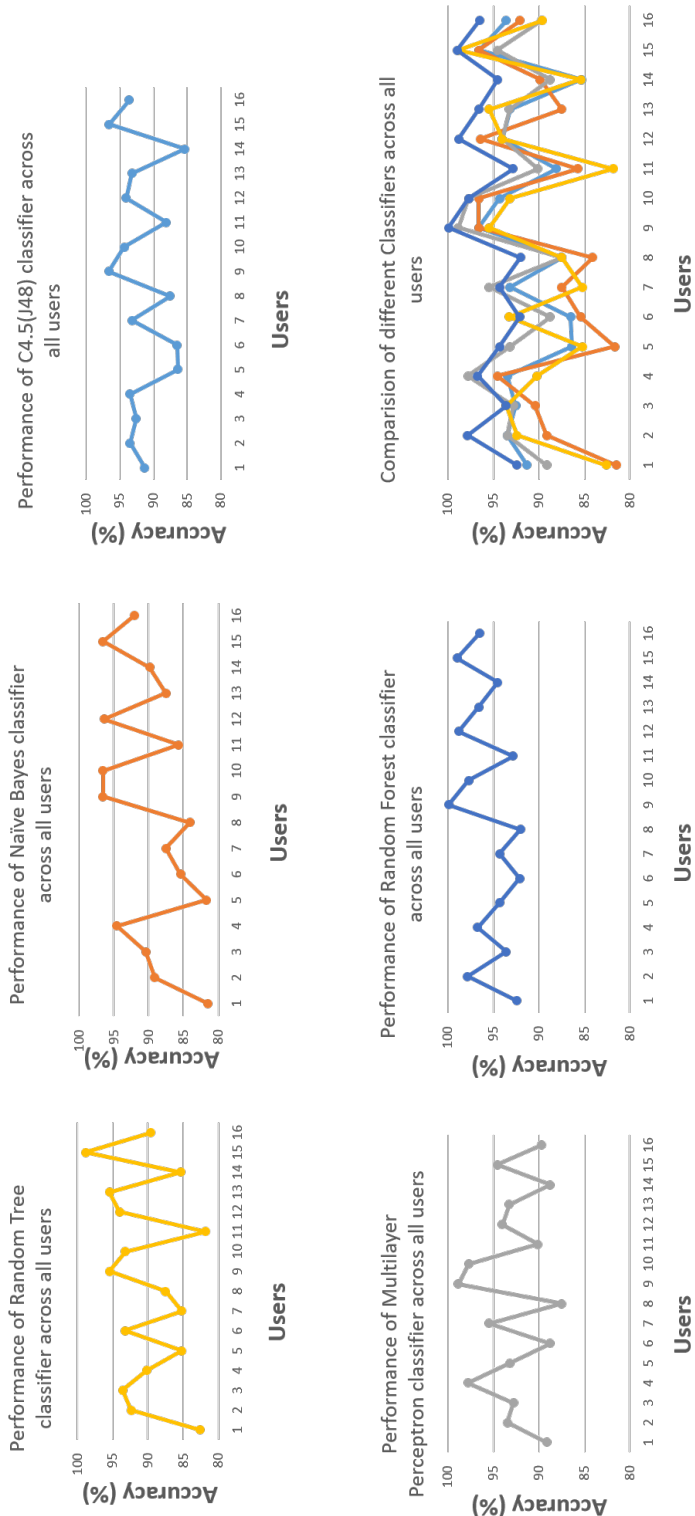 Performance of Random Tree
classifier across all users
Accuracy (%)
100
95
90
85
80
1 2 3 4 5 6 7 8 9 10 11 12 13 14 15 16
Users
Performance of Naïve Bayes classifier
across all users
Accuracy (%)
100
95
90
85
80
1 2 3 4 5 6 7 8 9 10 11 12 13 14 15 16
Users
Performance of C4.5(J48) classifier across
all users
Accuracy (%)
100
95
90
85
80
1 2 3 4 5 6 7 8 9 10 11 12 13 14 15 16
Users
Performance of Multilayer
Perceptron classifier across all users
Accuracy (%)
100
95
90
85
80
1 2 3 4 5 6 7 8 9 10 11 12 13 14 15 16
Users
Performance of Random Forest classifier
across all users
Accuracy (%)
100
95
90
85
80
1 2 3 4 5 6 7 8 9 10 11 12 13 14 15 16
Users
Comparision of different Classifiers across all
users
Accuracy (%)
100
95
90
85
80
1 2 3 4 5 6 7 8 9 10 11 12 13 14 15 16
Users